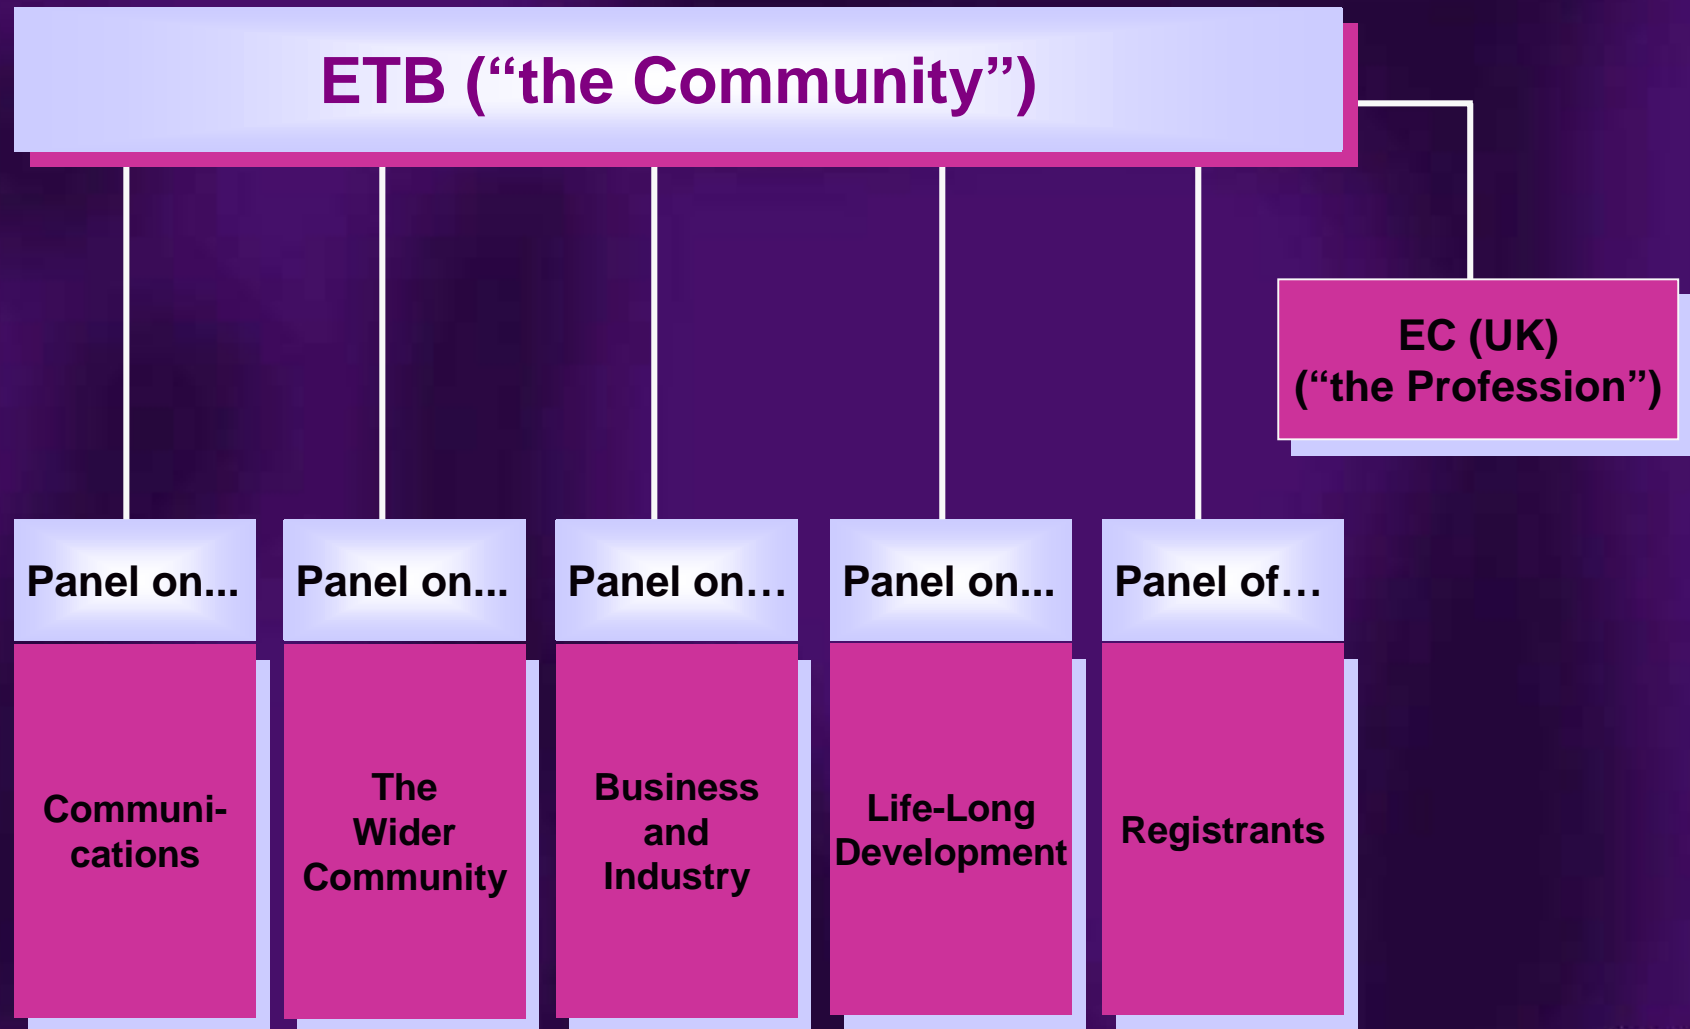 ETB (“the Community”)
EC (UK)
(“the Profession”)
Panel on...
Communi-
cations
Panel on...
The
Wider
Community
Panel on…
Business
and
Industry
Panel on...
Life-Long
Development
Panel of…
Registrants